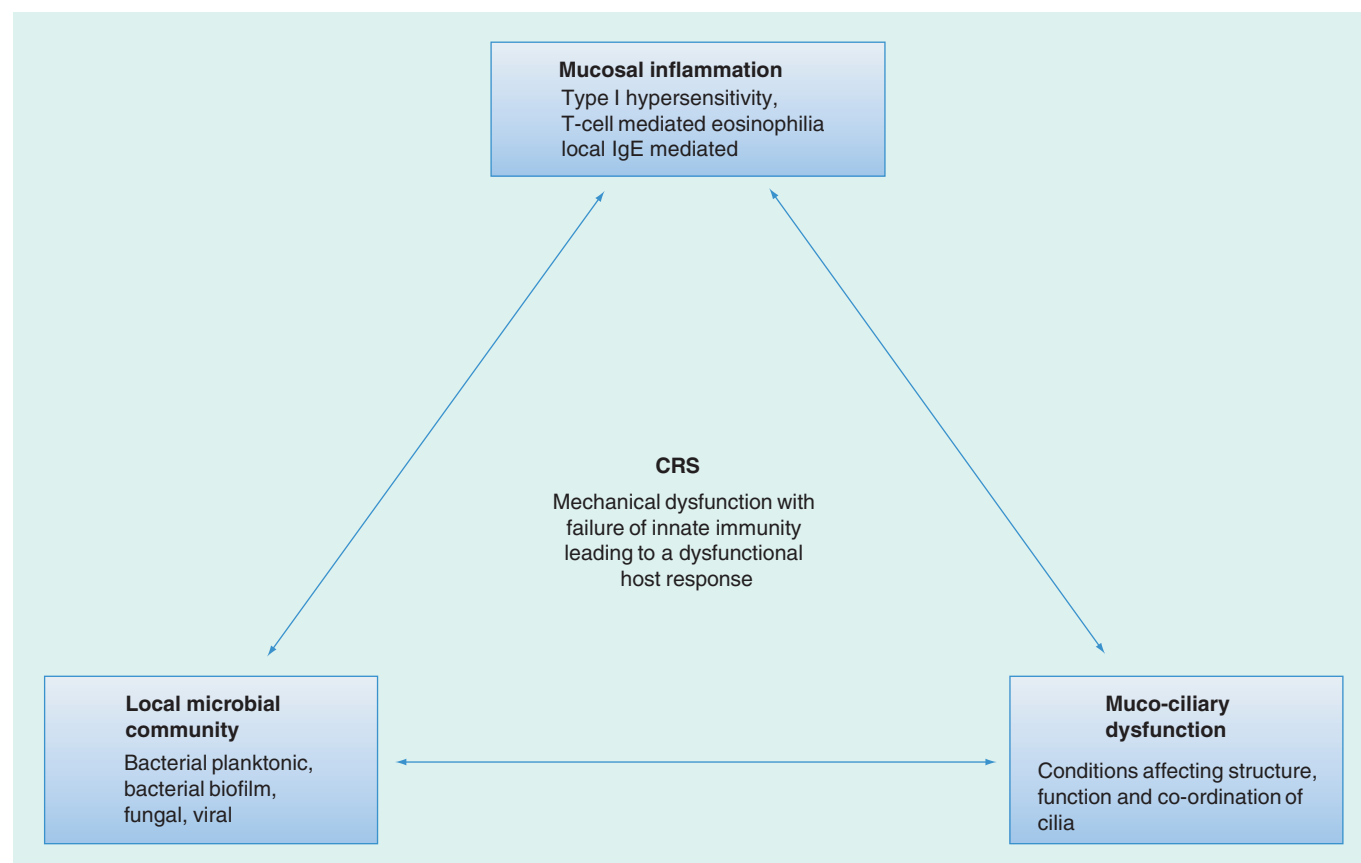 Mucosal inflammation
Type I hypersensitivity,
T-cell mediated eosinophilia
local IgE mediated
CRS
Mechanical dysfunction with
failure of innate immunity
leading to a dysfunctional
host response
Local microbial
community
Bacterial planktonic,
bacterial biofilm,
fungal, viral
Muco-ciliary
dysfunction
Conditions affecting structure,
function and co-ordination of
cilia